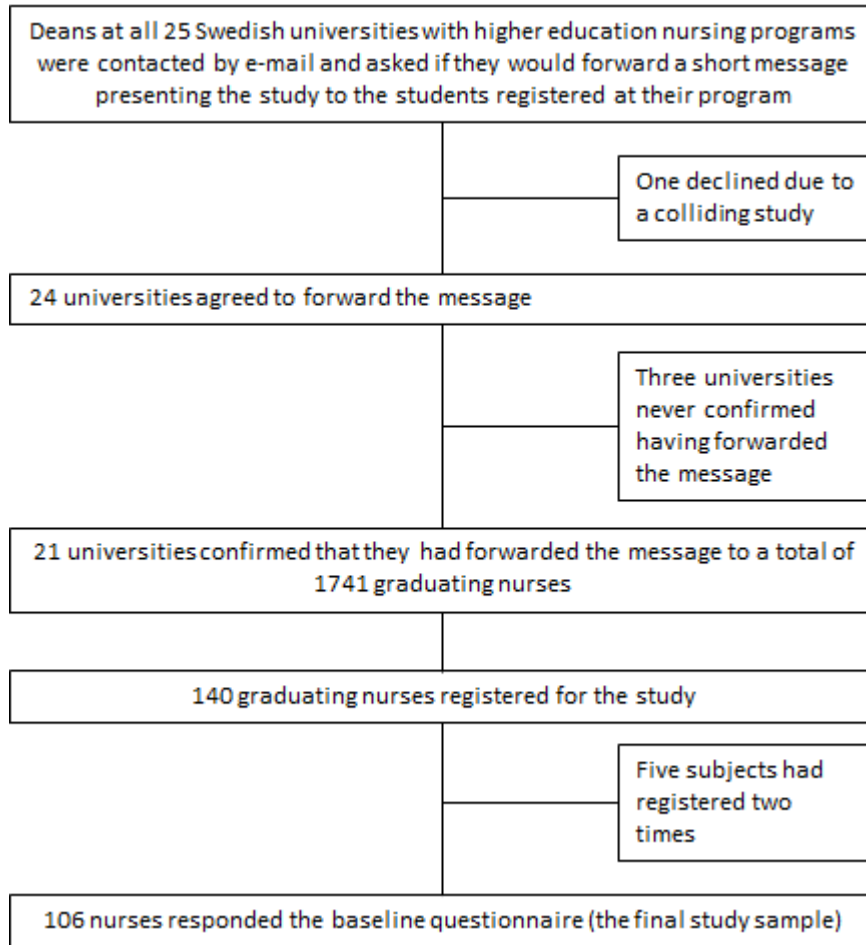 Deans at all 25 Swedish universities with higher education nursing programs
were contacted by e-mail and asked if they would forward a short message
presenting the study to the students registered at their program
One declined due to
a colliding study
24 universities agreed to forward the message
Three universities
never confirmed
having forwarded
the message
21 universities confirmed that they had forwarded the message to a total of
1741 graduating nurses
140 graduating nurses registered for the study
Five subjects had
registered two
times
106 nurses responded the baseline questionnaire (the final study sample)